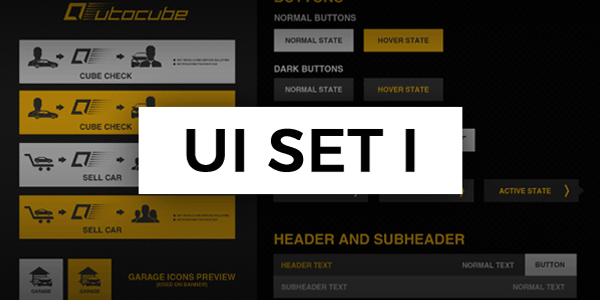 Autocube
CUBE CHECK
CUBE CHECK
SELL CAR
SELL CAR
GARAGE
GARAGE
GARAGE ICONS PREVIEW
(USED ON BANNER)
BUTTONS
NORMAL BUTTONS
NORMAL STATE
HOVER STATE
DARK BUTTONS
NORMAL STATE
HOVER STATE
UI SET I
ACTIVE STATE
HEADER AND SUBHEADER
HEADER TEXT
NORMAL TEXT
BUTTON
SUBHEADER TEXT
NORMAL TEXT